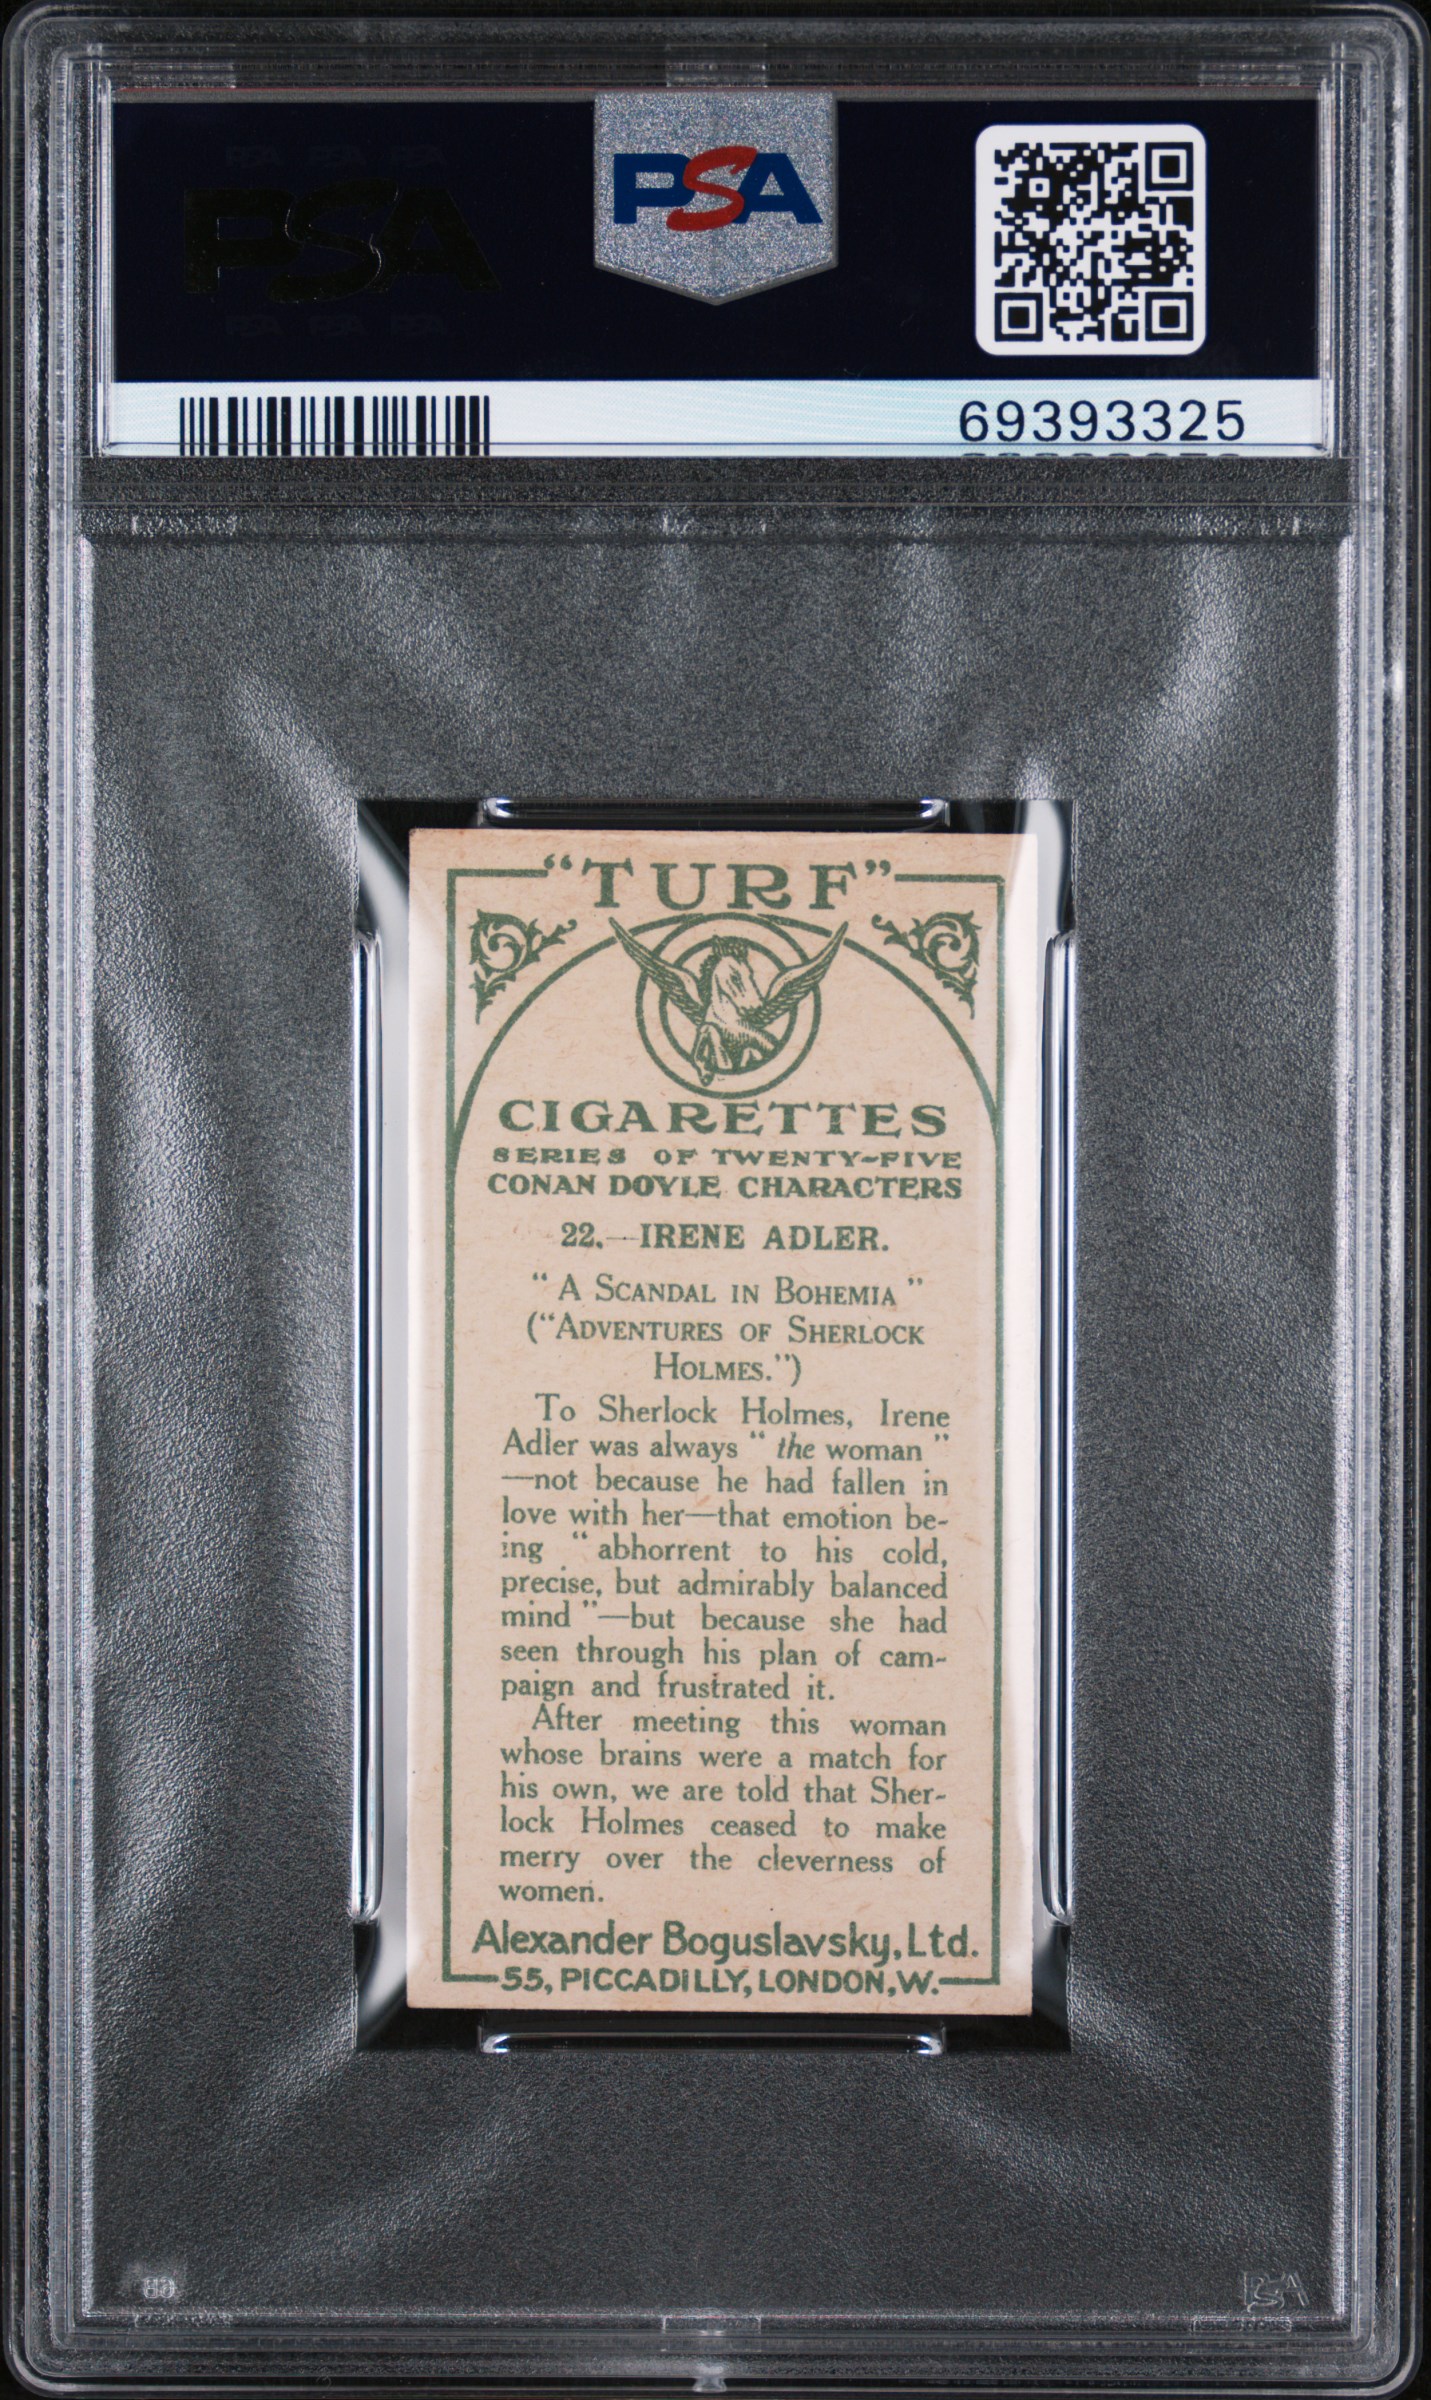 PSA
PSA
69393325
"TURF"
CIGARETTES
SERIES OF TWENTY-FIVE
CONAN DOYLE CHARACTERS
22.—IRENE ADLER.
"A SCANDAL IN BOHEMIA"
("ADVENTURES OF SHERLOCK
HOLMES.")
To Sherlock Holmes, Irene
Adler was always "the woman"
—not because he had fallen in
love with her—that emotion be-
ing "abhorrent to his cold,
precise, but admirably balanced
mind"—but because she had
seen through his plan of cam-
paign and frustrated it.
After meeting this woman
whose brains were a match for
his own, we are told that Sher-
lock Holmes ceased to make
merry over the cleverness of
women.
Alexander Boguslavsky, Ltd.
55, PICCADILLY, LONDON, W.
PSA